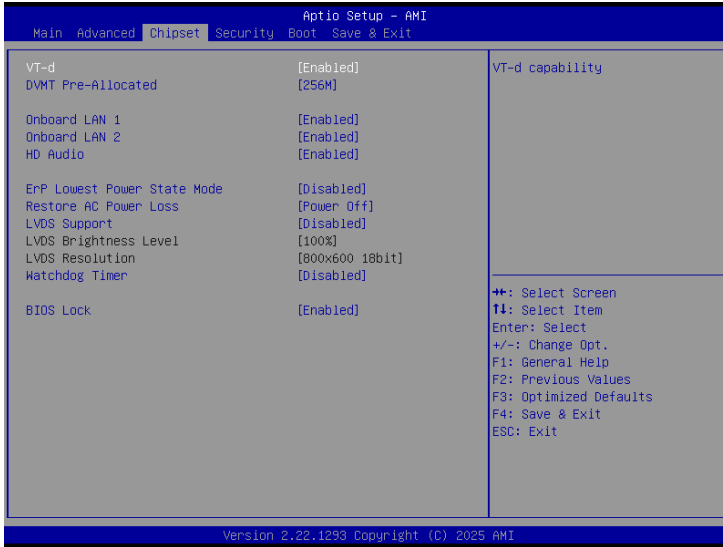 Aptio Setup – AMI
Main Advanced Chipset Security Boot Save & Exit
VT-d [Enabled] VT-d capability
DVMT Pre-Allocated [256M]
Onboard LAN 1 [Enabled]
Onboard LAN 2 [Enabled]
HD Audio [Enabled]
ErP Lowest Power State Mode [Disabled]
Restore AC Power Loss [Power Off]
LVDS Support [Disabled]
LVDS Brightness Level [100%]
LVDS Resolution [800x600 18bit]
Watchdog Timer [Disabled]
BIOS Lock [Enabled]
→←: Select Screen
↑↓: Select Item
Enter: Select
+/-: Change Opt.
F1: General Help
F2: Previous Values
F3: Optimized Defaults
F4: Save & Exit
ESC: Exit
Version 2.22.1293 Copyright (C) 2025 AMI